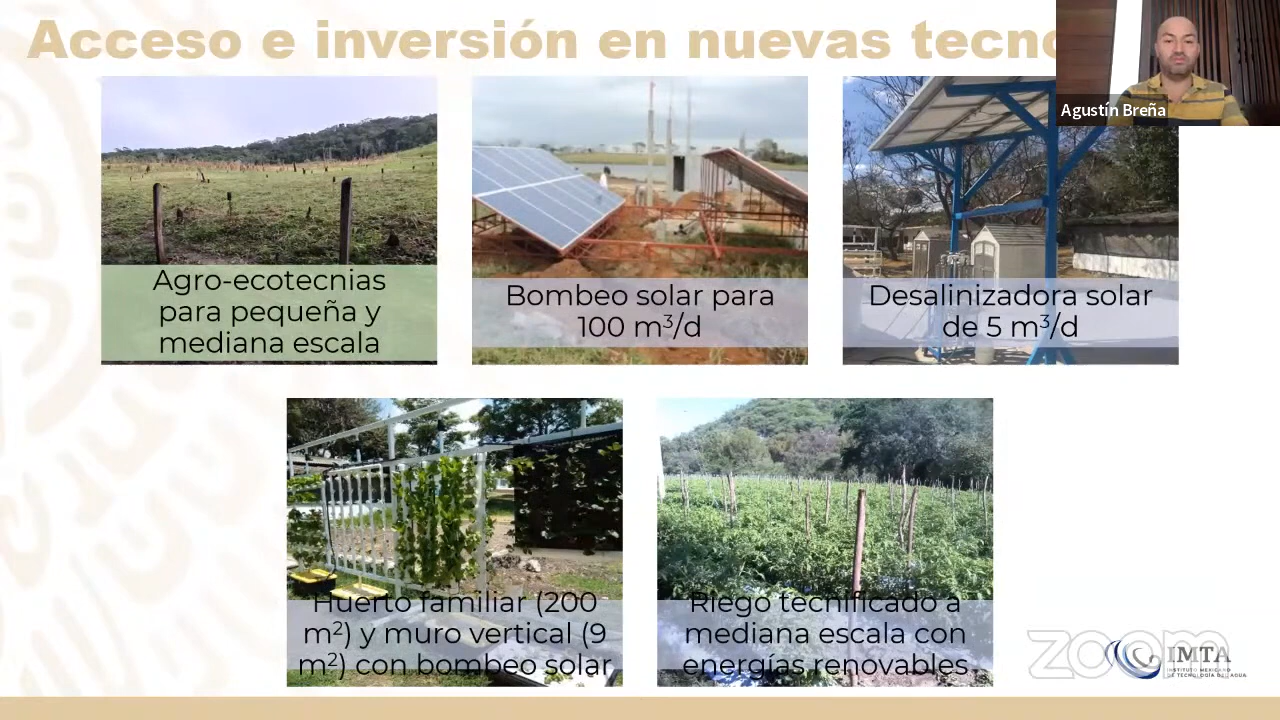 Acceso e inversión en nuevas tecno
Agustín Breña
Agro-ecotecnias
para pequeña y
mediana escala
Bombeo solar para
100 m³/d
Desalinizadora solar
de 5 m³/d
Huerto familiar (200
m²) y muro vertical (9
m²) con bombeo solar
Riego tecnificado a
mediana escala con
energías renovables
zoom
IMTA
INSTITUTO MEXICANO
DE TECNOLOGÍA DEL AGUA